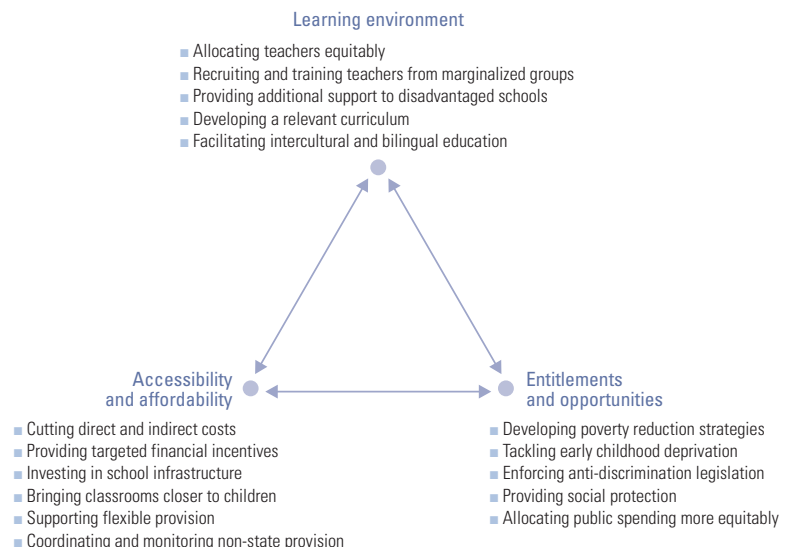 Learning environment
■ Allocating teachers equitably
■ Recruiting and training teachers from marginalized groups
■ Providing additional support to disadvantaged schools
■ Developing a relevant curriculum
■ Facilitating intercultural and bilingual education
Accessibility
and affordability
■ Cutting direct and indirect costs
■ Providing targeted financial incentives
■ Investing in school infrastructure
■ Bringing classrooms closer to children
■ Supporting flexible provision
■ Coordinating and monitoring non-state provision
Entitlements
and opportunities
■ Developing poverty reduction strategies
■ Tackling early childhood deprivation
■ Enforcing anti-discrimination legislation
■ Providing social protection
■ Allocating public spending more equitably